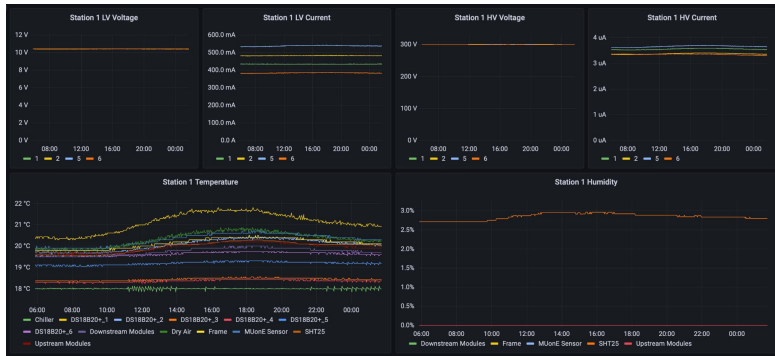 Station 1 LV Voltage
12 V
10 V
8 V
6 V
4 V
2 V
0 V
08:00 12:00 16:00 20:00 00:00
1 2 5 6
Station 1 LV Current
600.0 mA
500.0 mA
400.0 mA
300.0 mA
200.0 mA
100.0 mA
0.0 A
08:00 12:00 16:00 20:00 00:00
1 2 5 6
Station 1 HV Voltage
300 V
200 V
100 V
0 V
08:00 12:00 16:00 20:00 00:00
1 2 5 6
Station 1 HV Current
4 uA
3 uA
2 uA
1 uA
0 uA
08:00 12:00 16:00 20:00 00:00
1 2 5 6
Station 1 Temperature
22 °C
21 °C
20 °C
19 °C
18 °C
06:00 08:00 10:00 12:00 14:00 16:00 18:00 20:00 22:00 00:00
Chiller DS18B20+_1 DS18B20+_2 DS18B20+_3 DS18B20+_4 DS18B20+_5
DS18B20+_6 Downstream Modules Dry Air Frame MUonE Sensor SHT25
Upstream Modules
Station 1 Humidity
3.0%
2.5%
2.0%
1.5%
1.0%
0.5%
0.0%
06:00 08:00 10:00 12:00 14:00 16:00 18:00 20:00 22:00 00:00
Downstream Modules Frame MUonE Sensor SHT25 Upstream Modules